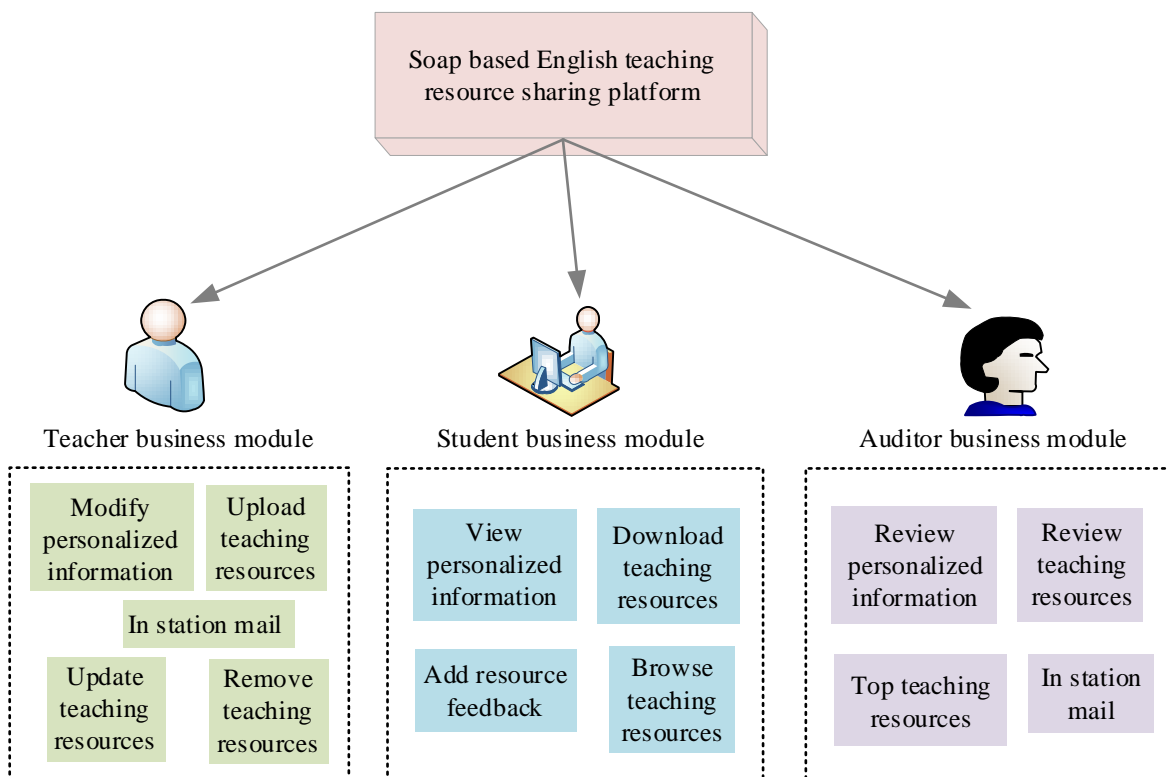 Soap based English teaching
resource sharing platform
Teacher business module
Student business module
Auditor business module
Modify
personalized
information
Upload
teaching
resources
In station mail
Update
teaching
resources
Remove
teaching
resources
View
personalized
information
Download
teaching
resources
Add resource
feedback
Browse
teaching
resources
Review
personalized
information
Review
teaching
resources
Top teaching
resources
In station
mail